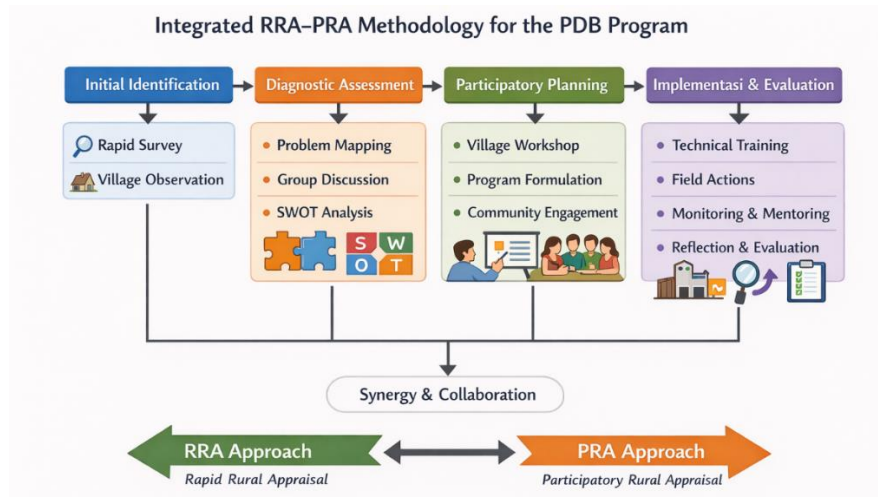 Integrated RRA–PRA Methodology for the PDB Program
Initial Identification
Rapid Survey
Village Observation
Diagnostic Assessment
• Problem Mapping
• Group Discussion
• SWOT Analysis
S W
O T
Participatory Planning
• Village Workshop
• Program Formulation
• Community Engagement
Implementasi & Evaluation
• Technical Training
• Field Actions
• Monitoring & Mentoring
• Reflection & Evaluation
Synergy & Collaboration
RRA Approach
Rapid Rural Appraisal
PRA Approach
Participatory Rural Appraisal